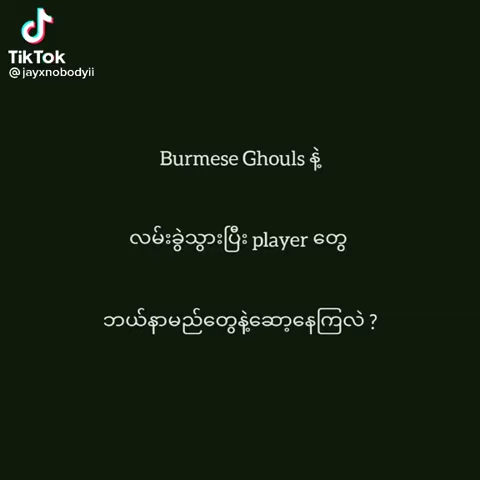 TikTok
@jayxnobodyii
Burmese Ghouls နဲ့
လမ်းခွဲသွားပြီး player တွေ
ဘယ်နာမည်တွေနဲ့ဆော့နေကြလဲ ?